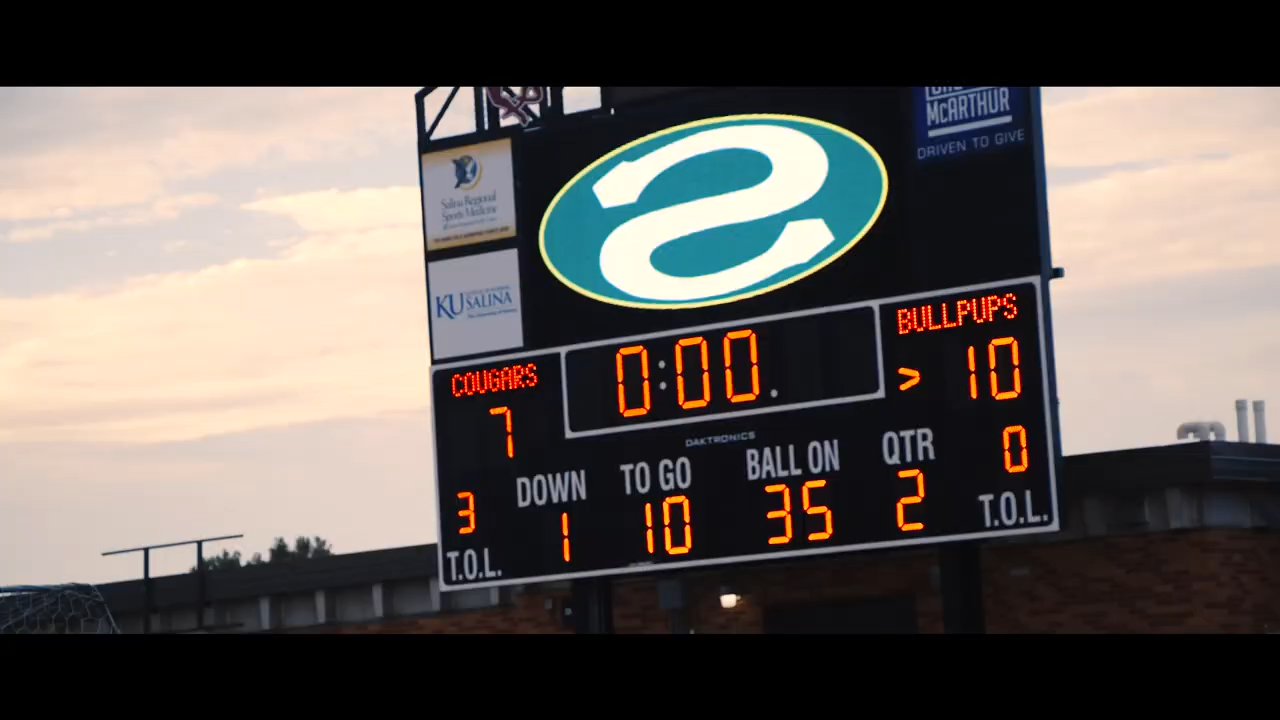 McARTHUR
DRIVEN TO GIVE
Salina Regional
Sports Medicine
KU SALINA
S
COUGARS
7
0:00.
BULLPUPS
> 10
DAKTRONICS
DOWN
1
TO GO
10
BALL ON
35
QTR
2
3
T.O.L.
0
T.O.L.